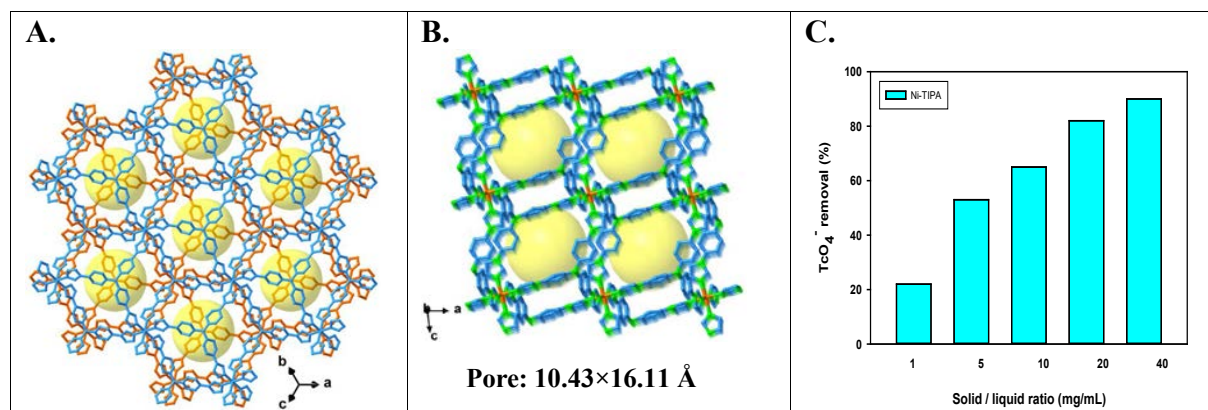 A.
b
a
c
B.
b
a
c
Pore: 10.43×16.11 Å
C.
TcO₄⁻ removal (%)
100
80
60
40
20
0
Ni-TIPA
1 5 10 20 40
Solid / liquid ratio (mg/mL)